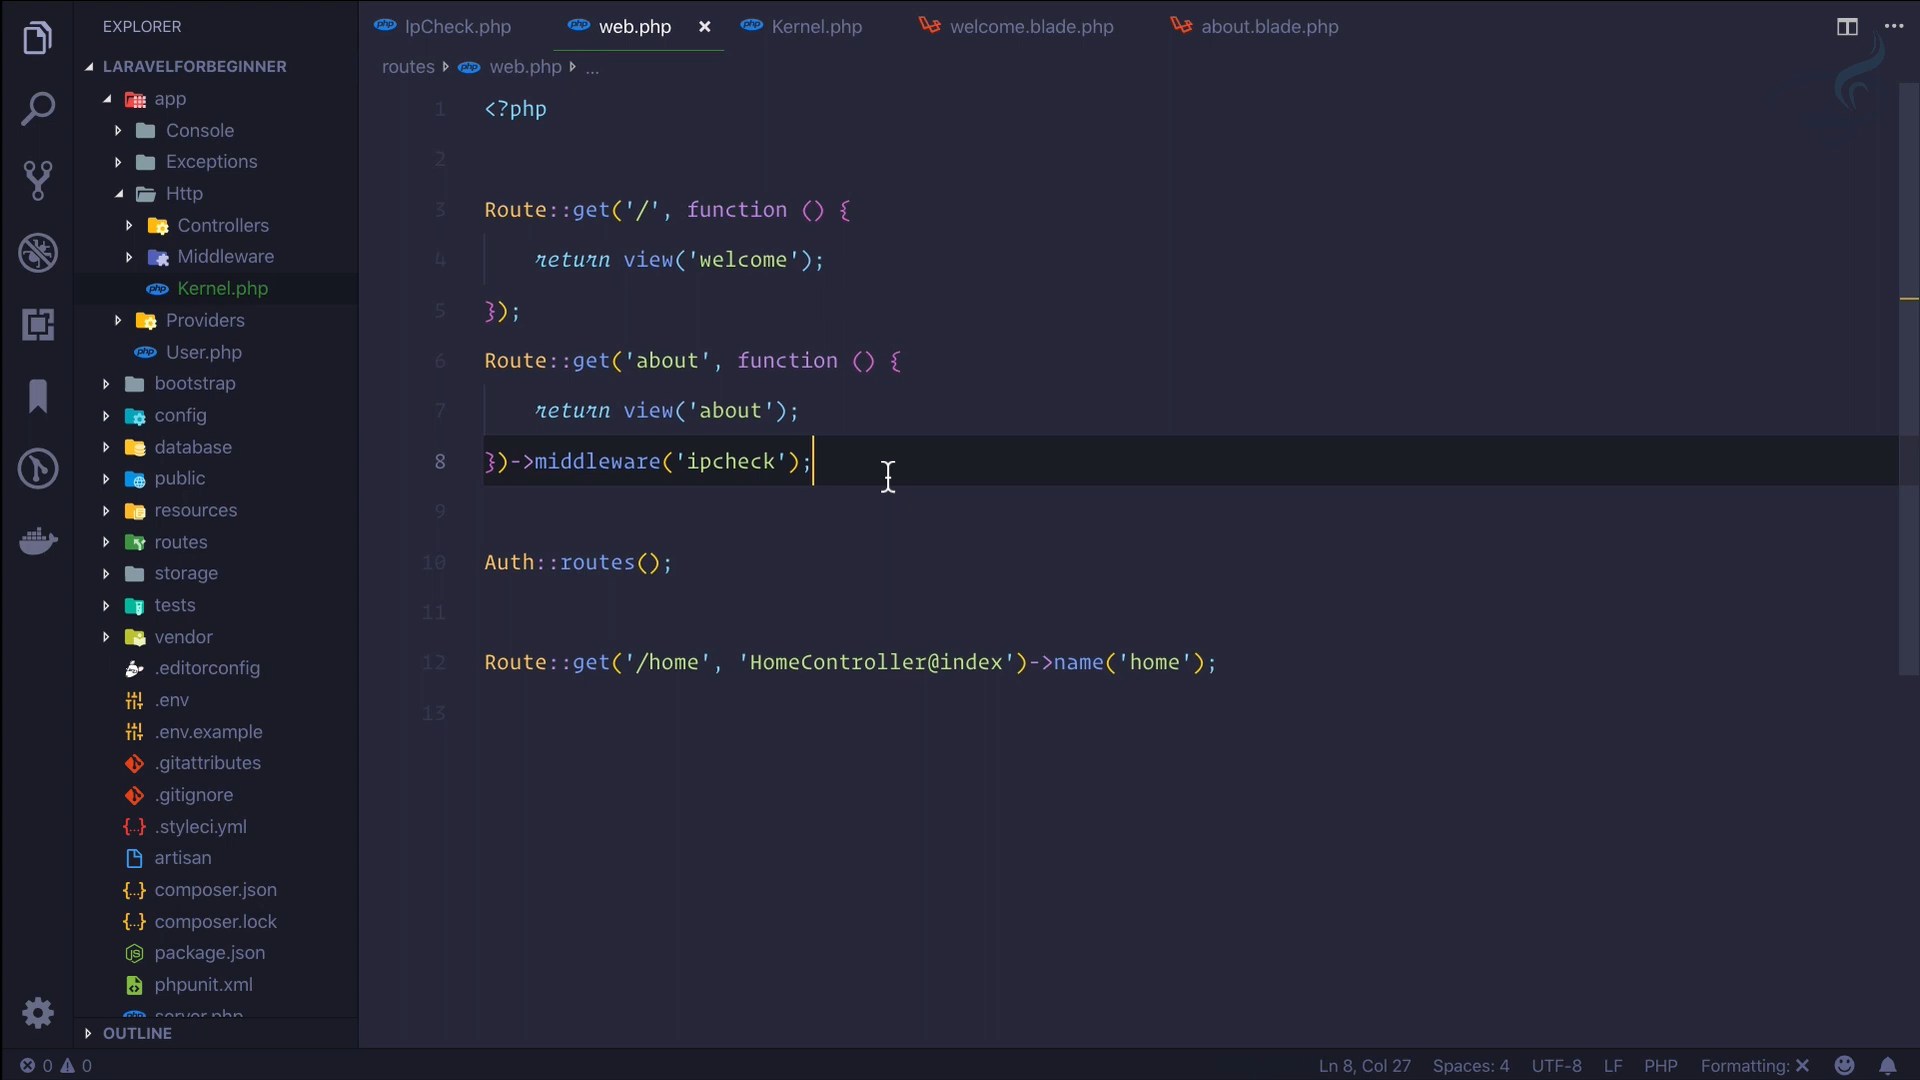 EXPLORER
LARAVELFORBEGINNER
app
Console
Exceptions
Http
Controllers
Middleware
Kernel.php
Providers
User.php
bootstrap
config
database
public
resources
routes
storage
tests
vendor
.editorconfig
.env
.env.example
.gitattributes
.gitignore
.styleci.yml
artisan
composer.json
composer.lock
package.json
phpunit.xml
server.php
OUTLINE
IpCheck.php web.php Kernel.php welcome.blade.php about.blade.php
routes web.php ...
1 <?php
2
3 Route::get('/', function () {
4 return view('welcome');
5 });
6 Route::get('about', function () {
7 return view('about');
8 })->middleware('ipcheck');
9
10 Auth::routes();
11
12 Route::get('/home', 'HomeController@index')->name('home');
13
0 0 Ln 8, Col 27 Spaces: 4 UTF-8 LF PHP Formatting: ✕